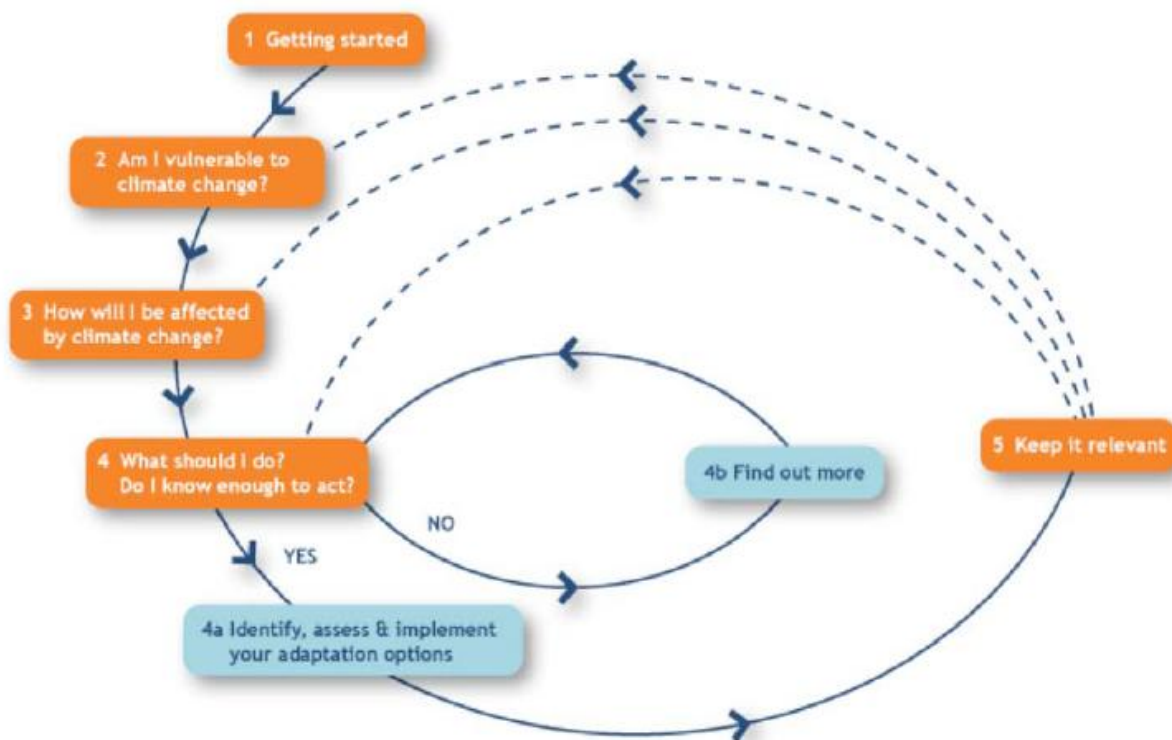 1 Getting started
2 Am I vulnerable to
climate change?
3 How will I be affected
by climate change?
4 What should I do?
Do I know enough to act?
4b Find out more
5 Keep it relevant
NO
YES
4a Identify, assess & implement
your adaptation options